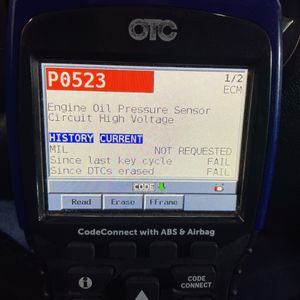 OTC
P0523
1/2
ECM
Engine Oil Pressure Sensor
Circuit High Voltage
HISTORY CURRENT
MIL NOT REQUESTED
Since last key cycle FAIL
Since DTCs erased FAIL
CODE
Read Erase FFrame
CodeConnect with ABS & Airbag
i
CODE
CONNECT